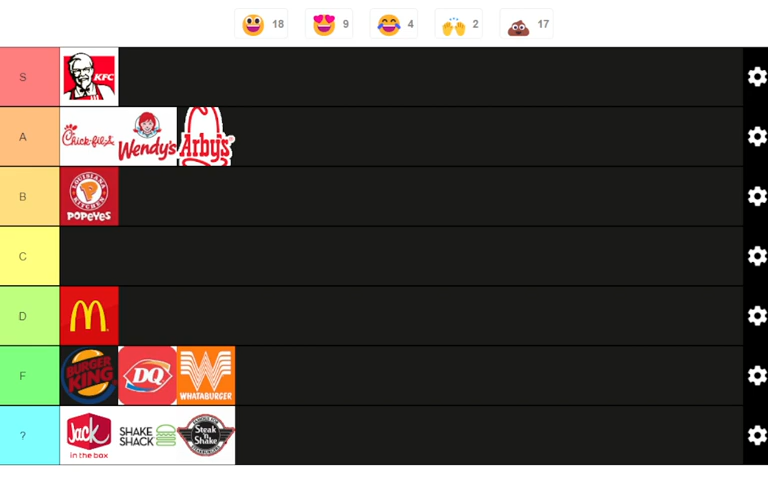 18 9 4 2 17
S
KFC
A
Chick-fil-A
Wendy's
Arby's®
B
LOUISIANA
KITCHEN
POPEYES
C
D
F
BURGER
KING
DQ
WHATABURGER
?
Jack
in the box
SHAKE
SHACK
Steak
'n
Shake